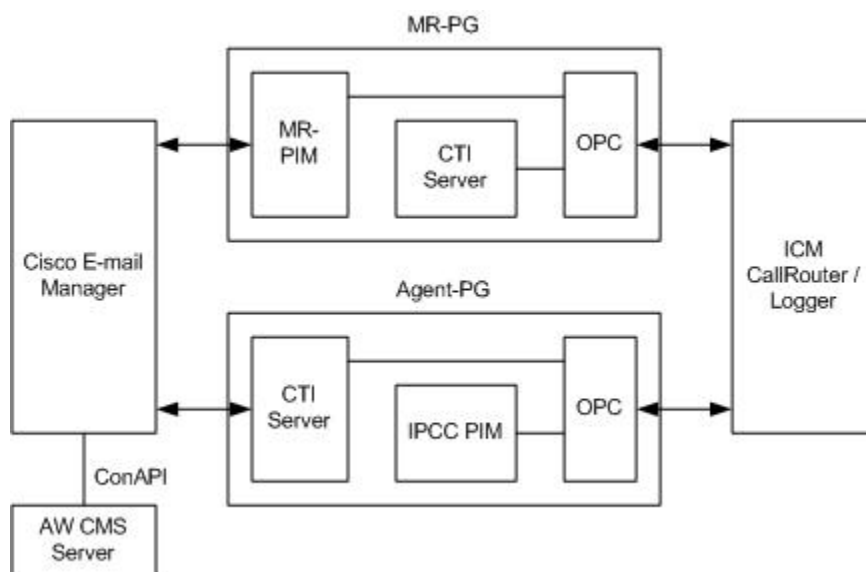 MR-PG
MR-
PIM
CTI
Server
OPC
Cisco E-mail
Manager
ICM
CallRouter /
Logger
Agent-PG
CTI
Server
IPCC PIM
OPC
ConAPI
AW CMS
Server